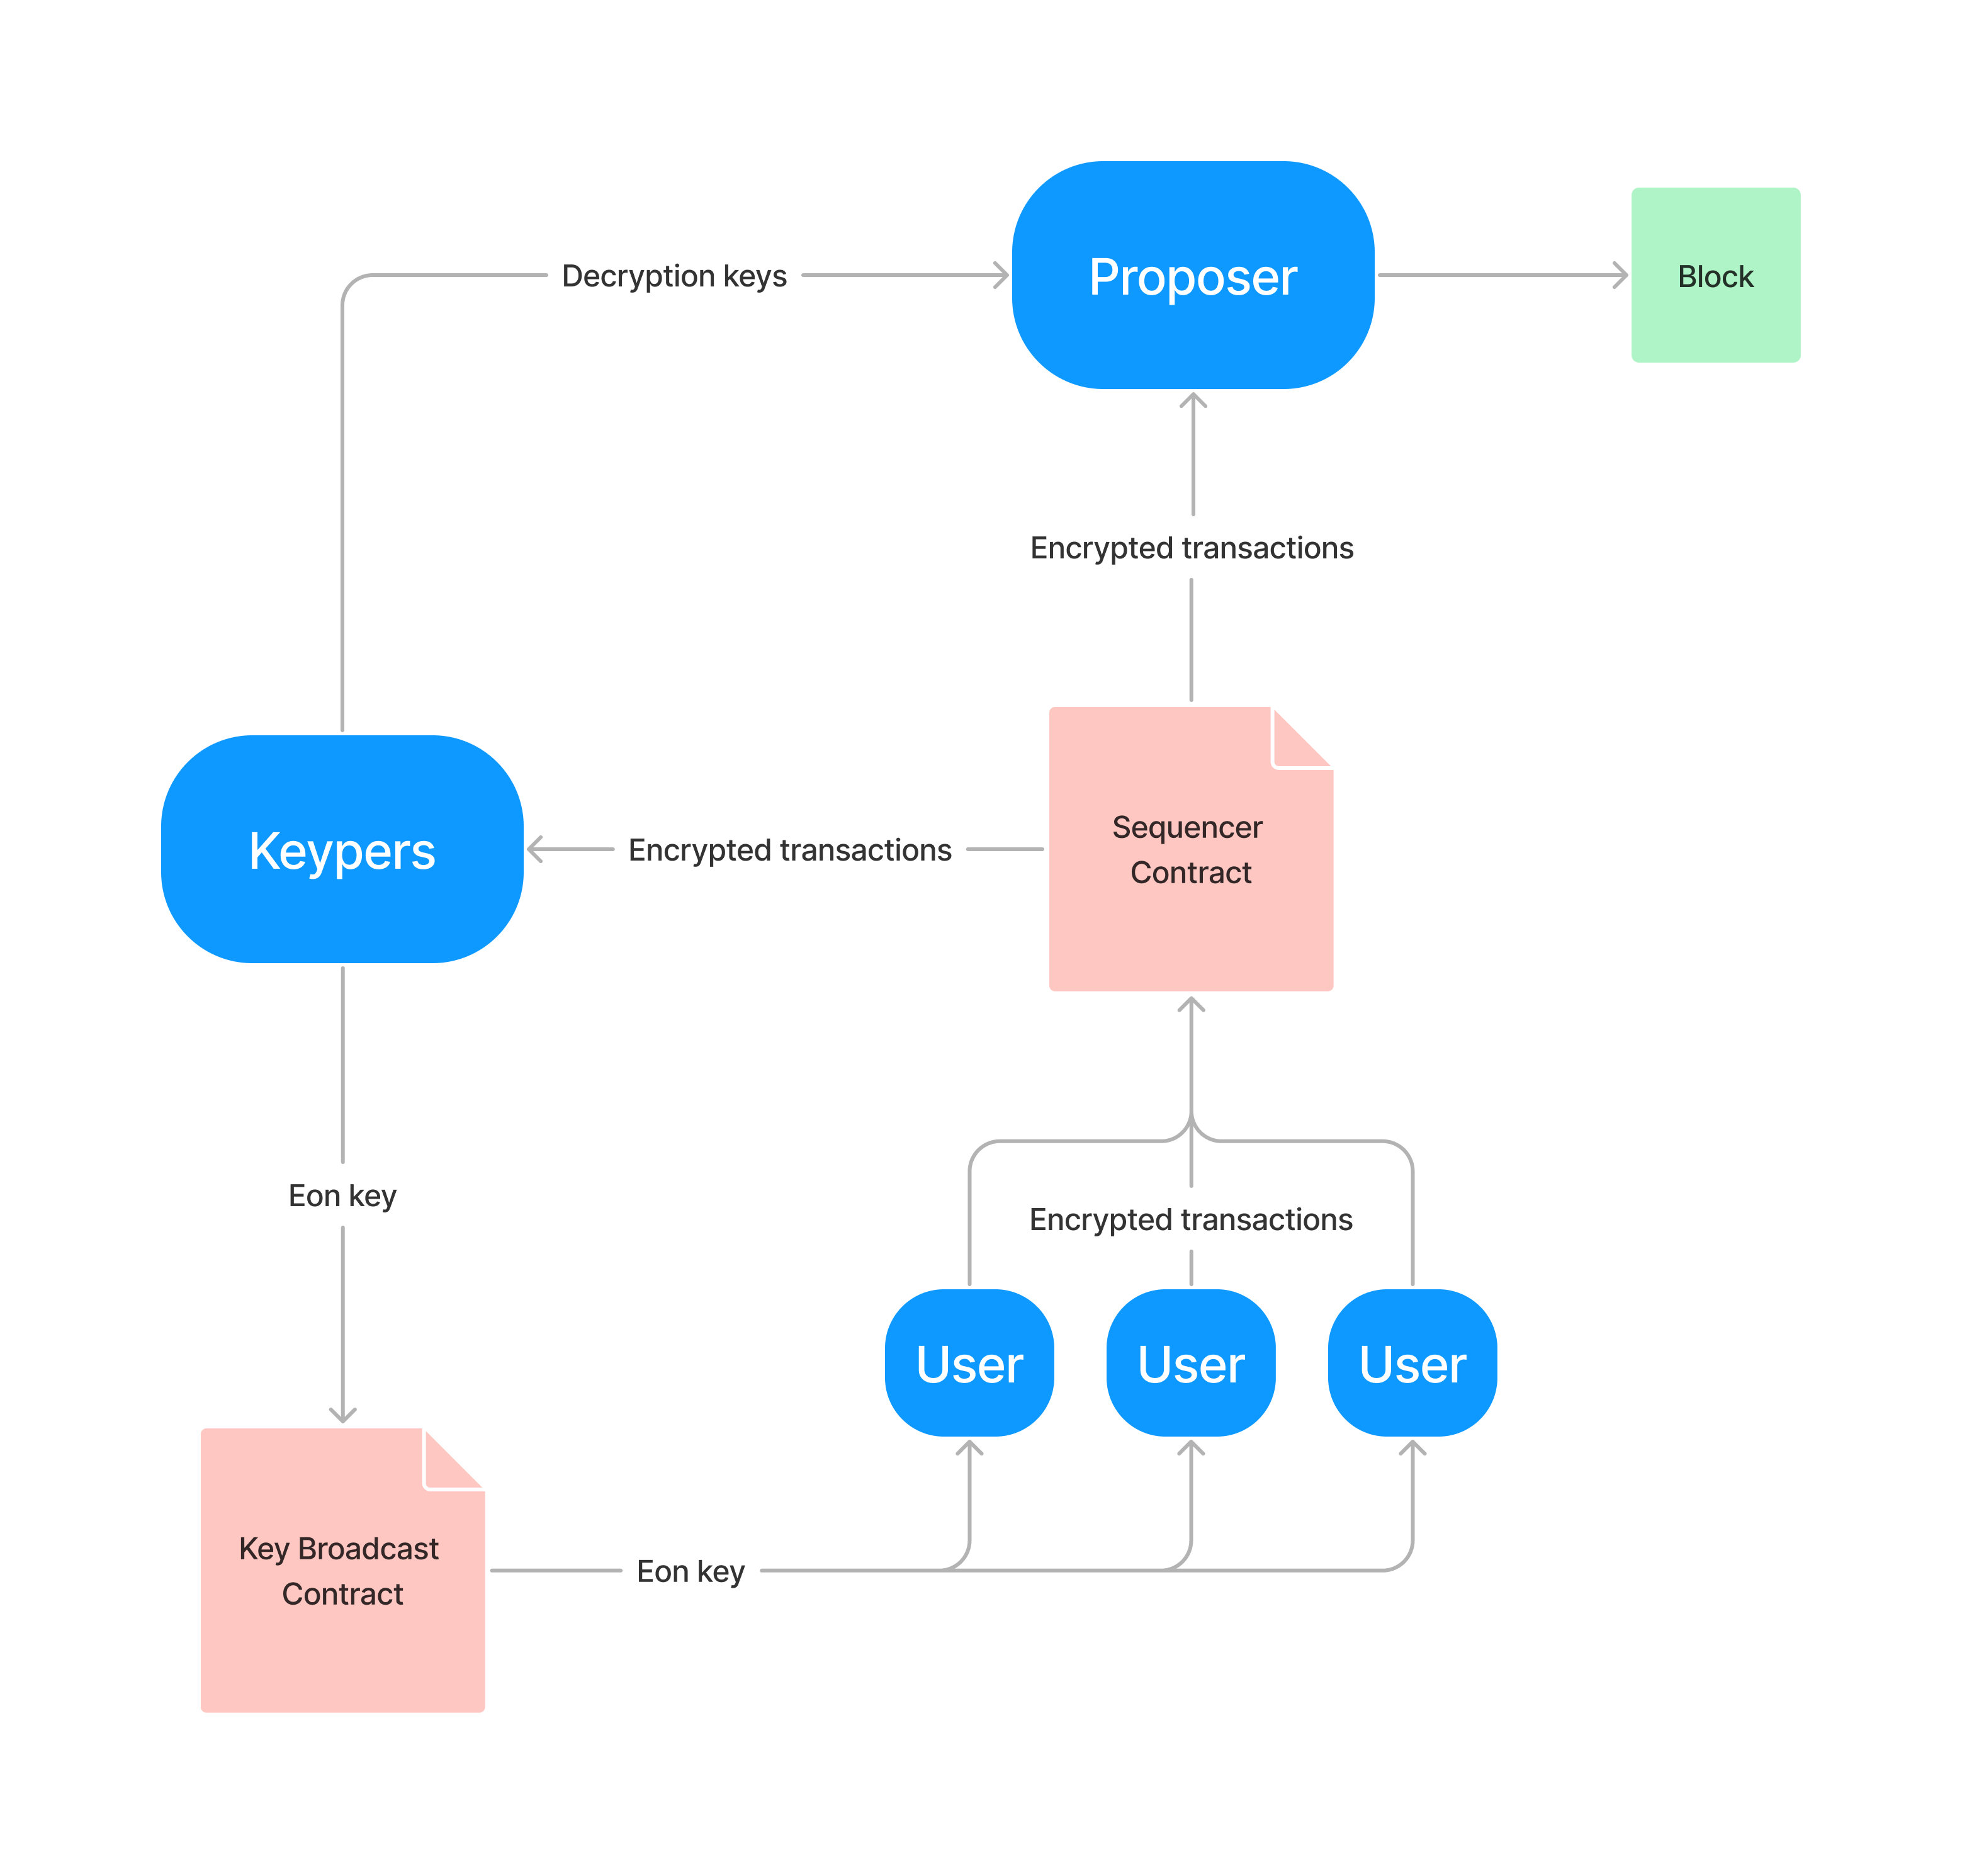 Decryption keys
Proposer
Block
Encrypted transactions
Keypers
Encrypted transactions
Sequencer
Contract
Eon key
Encrypted transactions
User
User
User
Key Broadcast
Contract
Eon key